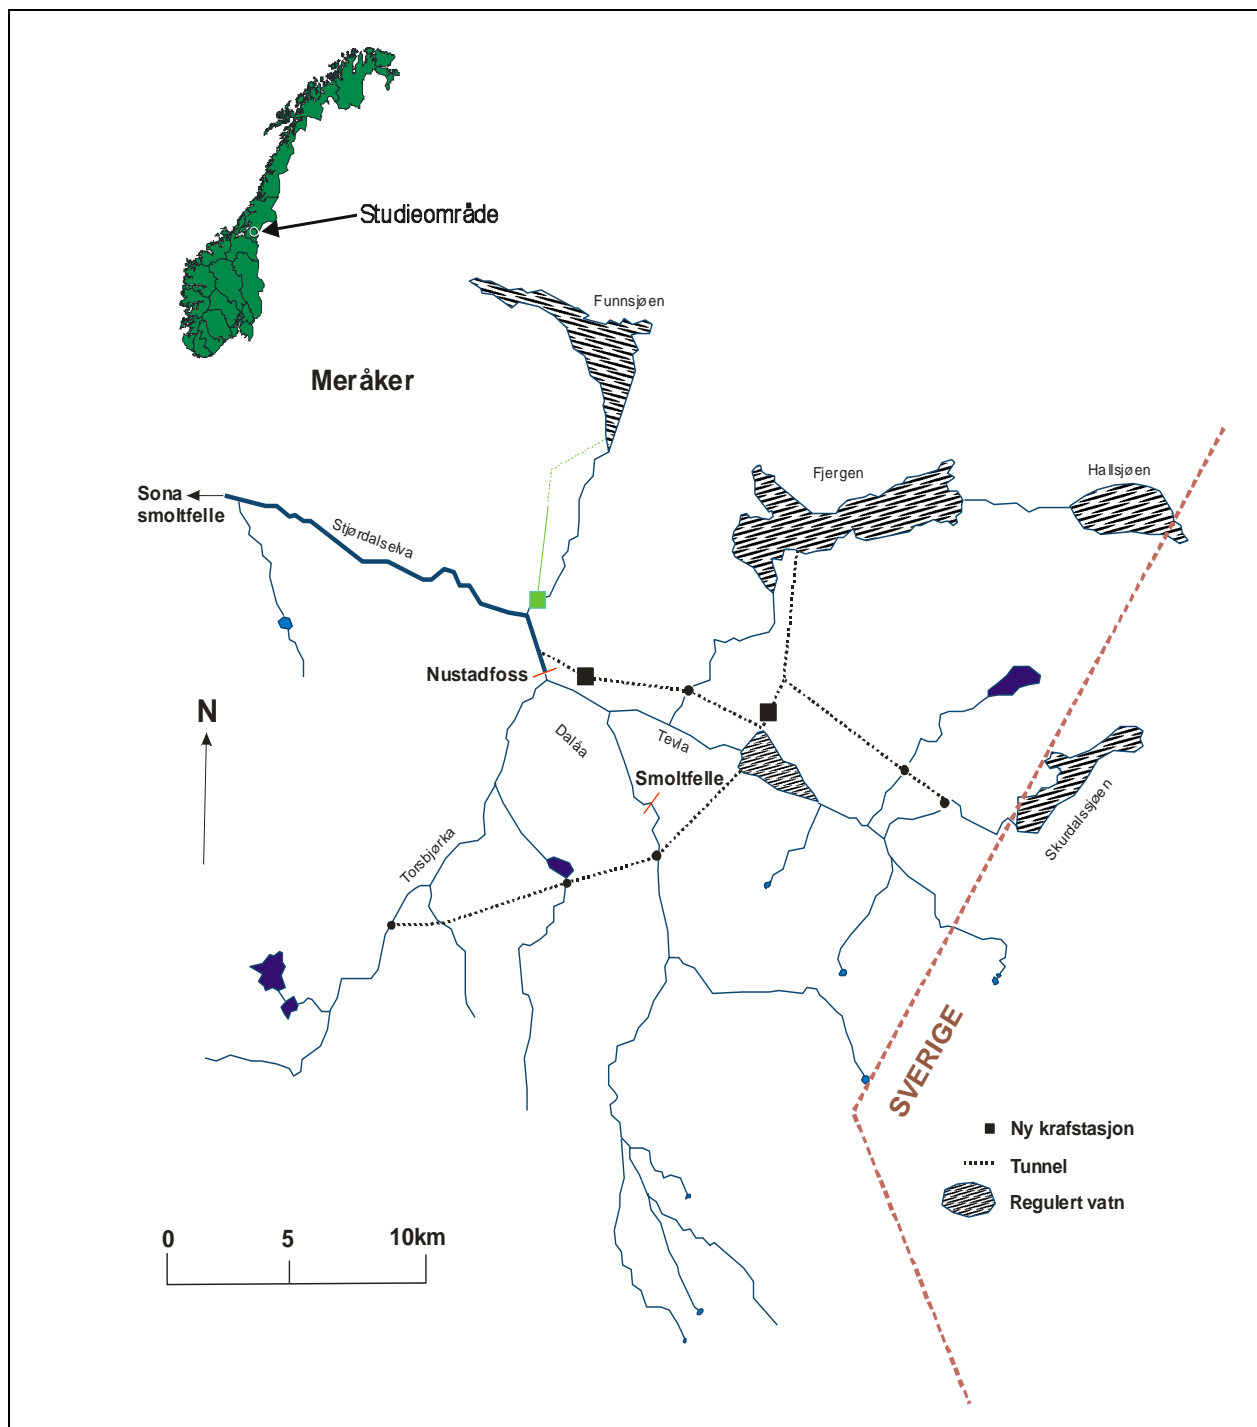 Studieområde
Funnsjøen
Meråker
Fjergen
Hallsjøen
Sona
smoltfelle
Stjørdalselva
Nustadfoss
N
Dalåa
Tevla
Smoltfelle
Skurdalssjøen
Torsbjørka
SVERIGE
Ny krafstasjon
Tunnel
Regulert vatn
0 5 10km